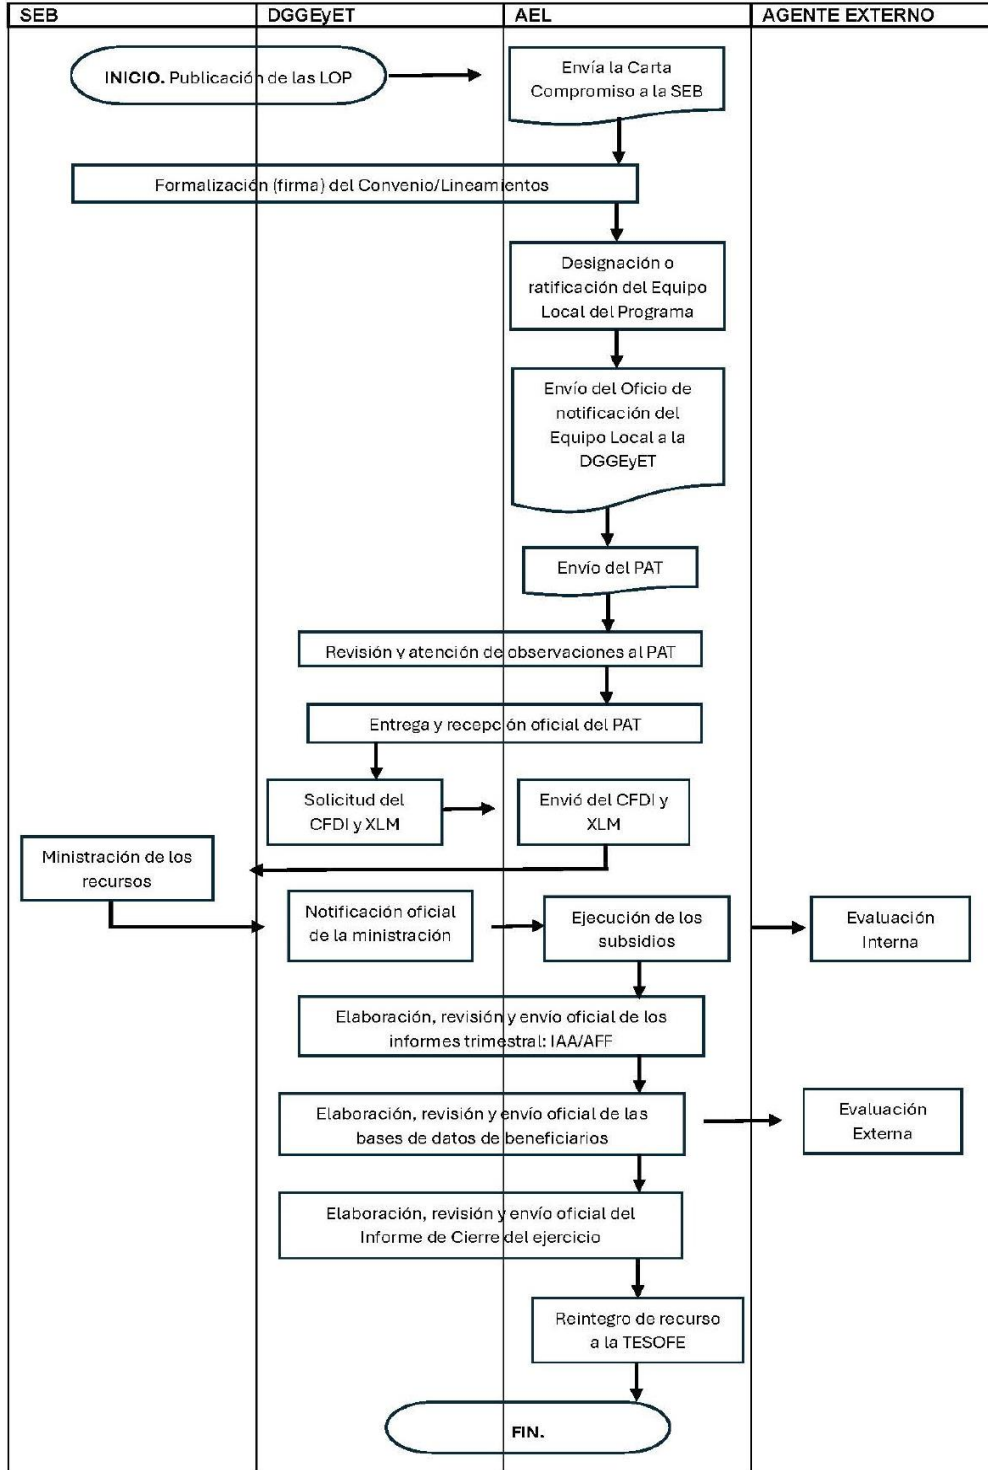 SEB DGGEyET AEL AGENTE EXTERNO
INICIO. Publicación de las LOP
Envía la Carta
Compromiso a la SEB
Formalización (firma) del Convenio/Lineamientos
Designación o
ratificación del Equipo
Local del Programa
Envío del Oficio de
notificación del
Equipo Local a la
DGGEyET
Envío del PAT
Revisión y atención de observaciones al PAT
Entrega y recepción oficial del PAT
Solicitud del
CFDI y XLM
Envió del CFDI y
XLM
Ministración de los
recursos
Notificación oficial
de la ministración
Ejecución de los
subsidios
Evaluación
Interna
Elaboración, revisión y envío oficial de los
informes trimestral: IAA/AFF
Elaboración, revisión y envío oficial de las
bases de datos de beneficiarios
Evaluación
Externa
Elaboración, revisión y envío oficial del
Informe de Cierre del ejercicio
Reintegro de recurso
a la TESOFE
FIN.